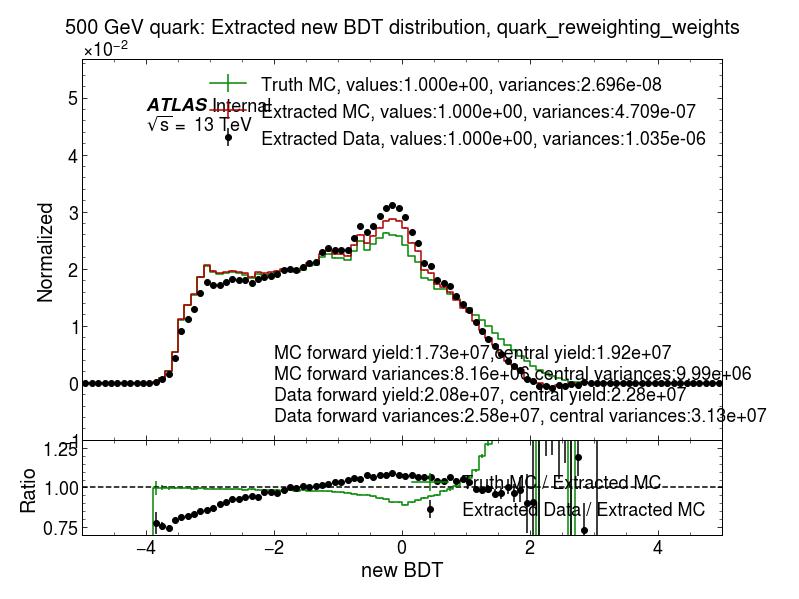 500 GeV quark: Extracted new BDT distribution, quark_reweighting_weights
×10⁻²
Truth MC, values:1.000e+00, variances:2.696e-08
ATLAS Internal
Extracted MC, values:1.000e+00, variances:4.709e-07
√s = 13 TeV
Extracted Data, values:1.000e+00, variances:1.035e-06
5
4
3
2
1
0
−1
Normalized
MC forward yield:1.73e+07, central yield:1.92e+07
MC forward variances:8.16e+06, central variances:9.99e+06
Data forward yield:2.08e+07, central yield:2.28e+07
Data forward variances:2.58e+07, central variances:3.13e+07
1.25
1.00
0.75
Ratio
Truth MC / Extracted MC
Extracted Data / Extracted MC
−4 −2 0 2 4
new BDT